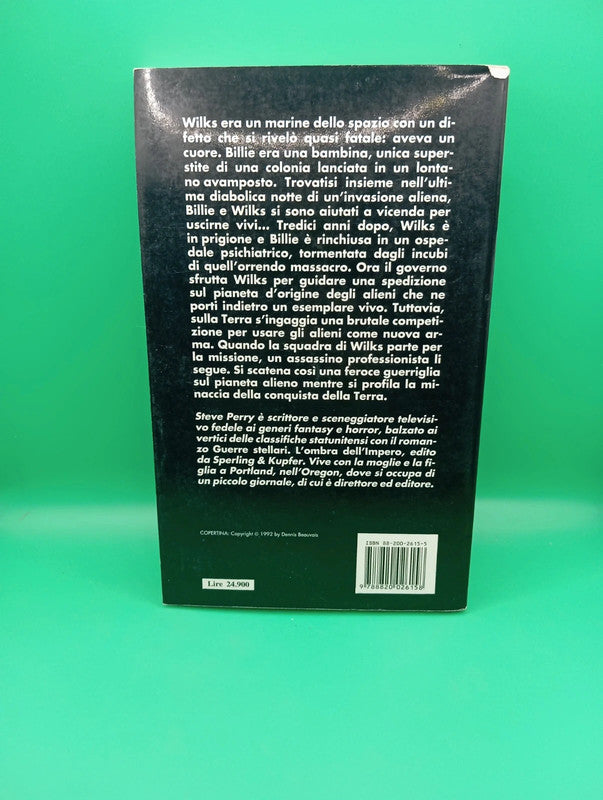 Wilks era un marine dello spazio con un di-
fetto che si rivelò quasi fatale: aveva un
cuore. Billie era una bambina, unica super-
stite di una colonia lanciata in un lonta-
no avamposto. Trovatisi insieme nell'ulti-
ma diabolica notte di un'invasione aliena,
Billie e Wilks si sono aiutati a vicenda per
uscirne vivi... Tredici anni dopo, Wilks è
in prigione e Billie è rinchiusa in un ospe-
dale psichiatrico, tormentata dagli incubi
di quell'orrendo massacro. Ora il governo
sfrutta Wilks per guidare una spedizione
sul pianeta d'origine degli alieni che ne
porti indietro un esemplare vivo. Tuttavia,
sulla Terra s'ingaggia una brutale competi-
zione per usare gli alieni come nuova ar-
ma. Quando la squadra di Wilks parte per
la missione, un assassino professionista li
segue. Si scatena così una feroce guerriglia
sul pianeta alieno mentre si profila la mi-
naccia della conquista della Terra.
Steve Perry è scrittore e sceneggiatore televisi-
vo fedele ai generi fantasy e horror, balzato ai
vertici delle classifiche statunitensi con il roman-
zo Guerre stellari. L'ombra dell'Impero, edito
da Sperling & Kupfer. Vive con la moglie e la fi-
glia a Portland, nell'Oregon, dove si occupa di
un piccolo giornale, di cui è direttore ed editore.
COPERTINA: Copyright © 1992 by Dennis Beauvais
ISBN 88-200-2615-5
Lire 24.900
9 788820 026158